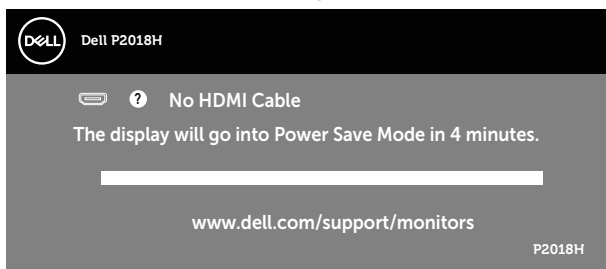 DELL
Dell P2018H
? No HDMI Cable
The display will go into Power Save Mode in 4 minutes.
www.dell.com/support/monitors
P2018H